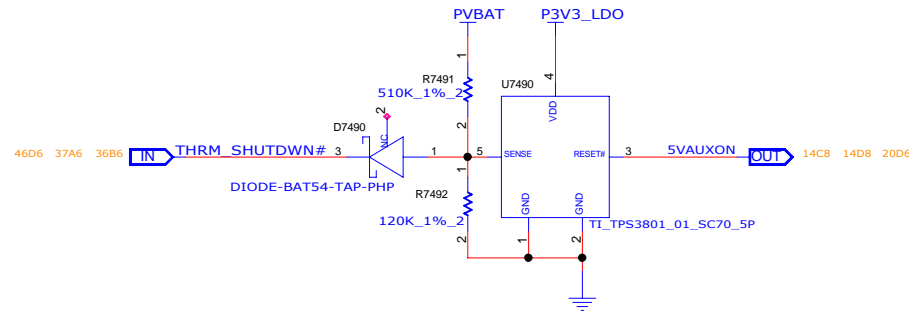 PVBAT P3V3_LDO
1
R7491
510K_1%_2
2
4
U7490
VDD
2
NC
D7490
46D6 37A6 36B6 IN THRM_SHUTDWN# 3 1 5 SENSE RESET# 3 5VAUXON OUT 14C8 14D8 20D6
DIODE-BAT54-TAP-PHP
1
R7492
120K_1%_2
2
GND GND
1 2
TI_TPS3801_01_SC70_5P